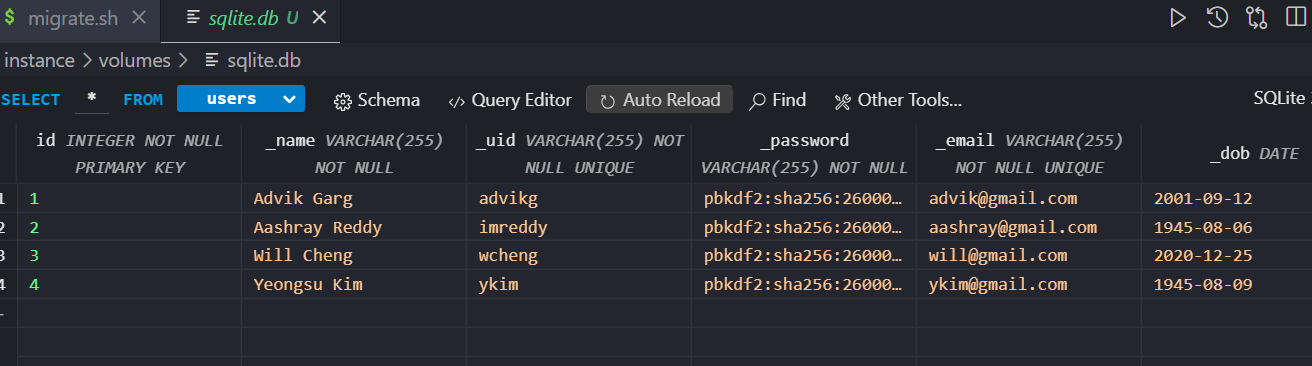 $ migrate.sh × sqlite.db U ×
instance > volumes > sqlite.db
SELECT * FROM users Schema </> Query Editor Auto Reload Find Other Tools... SQLite
id INTEGER NOT NULL PRIMARY KEY _name VARCHAR(255) NOT NULL _uid VARCHAR(255) NOT NULL UNIQUE _password VARCHAR(255) NOT NULL _email VARCHAR(255) NOT NULL UNIQUE _dob DATE
1 1 Advik Garg advikg pbkdf2:sha256:26000… advik@gmail.com 2001-09-12
2 2 Aashray Reddy imreddy pbkdf2:sha256:26000… aashray@gmail.com 1945-08-06
3 3 Will Cheng wcheng pbkdf2:sha256:26000… will@gmail.com 2020-12-25
4 4 Yeongsu Kim ykim pbkdf2:sha256:26000… ykim@gmail.com 1945-08-09